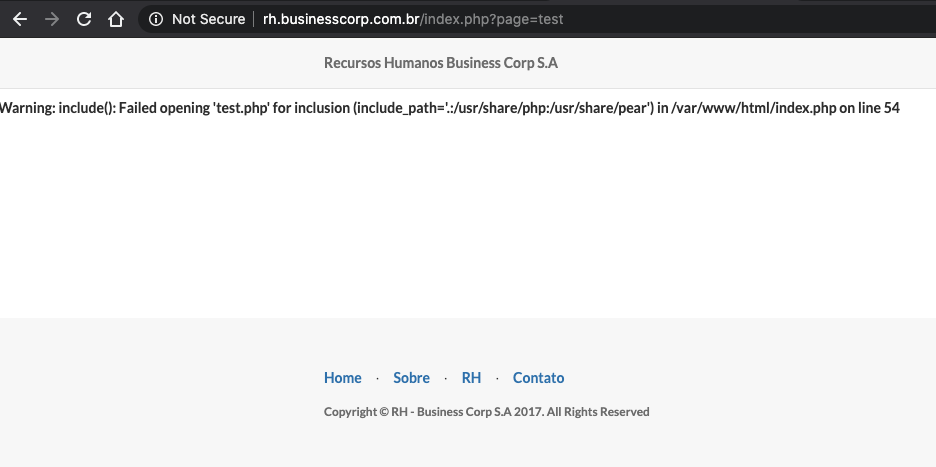 Not Secure rh.businesscorp.com.br/index.php?page=test
Recursos Humanos Business Corp S.A
Warning: include(): Failed opening 'test.php' for inclusion (include_path='.:/usr/share/php:/usr/share/pear') in /var/www/html/index.php on line 54
Home · Sobre · RH · Contato
Copyright © RH - Business Corp S.A 2017. All Rights Reserved